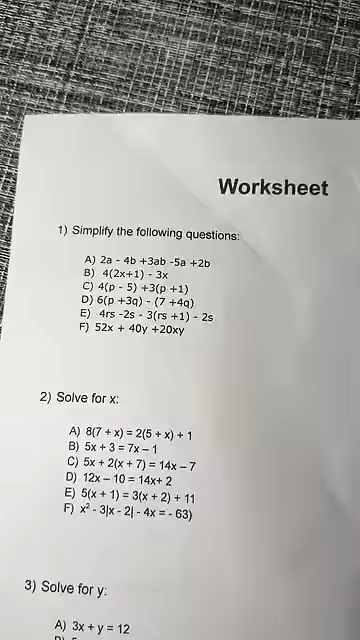 Worksheet
1) Simplify the following questions:
A) 2a - 4b +3ab -5a +2b
B) 4(2x+1) - 3x
C) 4(p - 5) +3(p +1)
D) 6(p +3q) - (7 +4q)
E) 4rs -2s - 3(rs +1) - 2s
F) 52x + 40y +20xy
2) Solve for x:
A) 8(7 + x) = 2(5 + x) + 1
B) 5x + 3 = 7x – 1
C) 5x + 2(x + 7) = 14x – 7
D) 12x – 10 = 14x+ 2
E) 5(x + 1) = 3(x + 2) + 11
F) x² - 3|x - 2| - 4x = - 63)
3) Solve for y:
A) 3x + y = 12